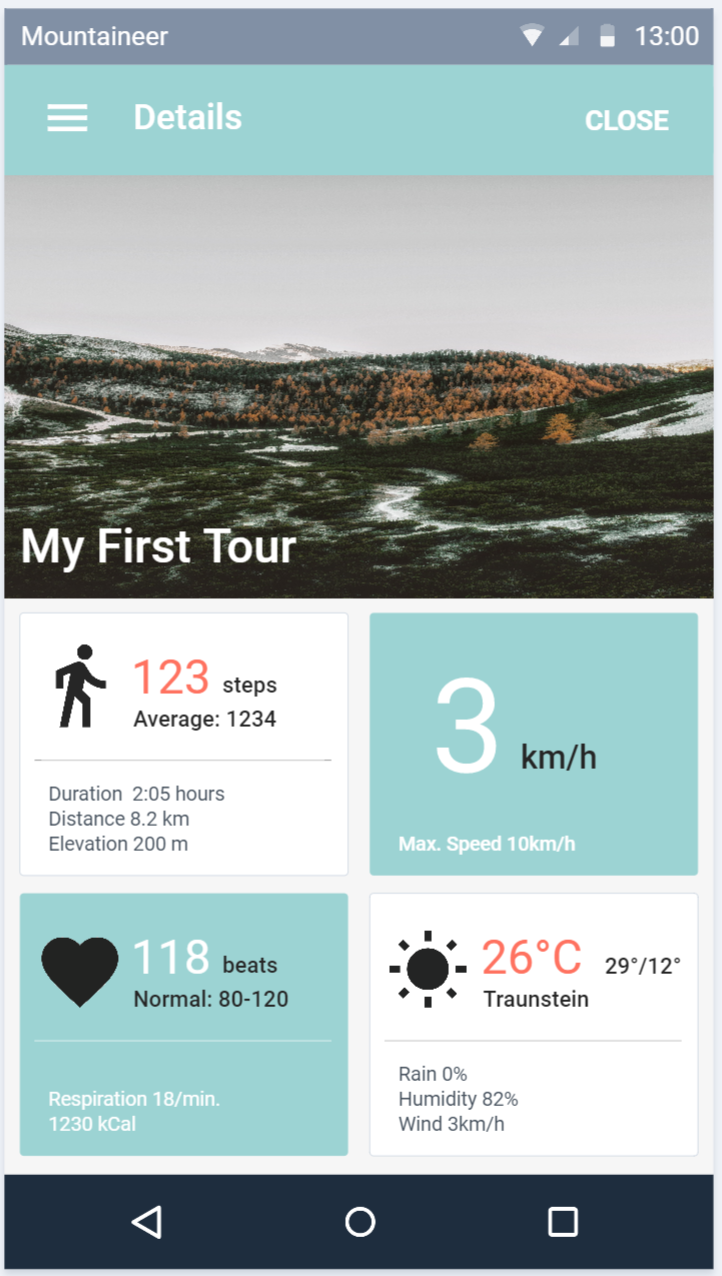 Mountaineer 13:00
Details CLOSE
My First Tour
123 steps
Average: 1234
Duration 2:05 hours
Distance 8.2 km
Elevation 200 m
3 km/h
Max. Speed 10km/h
118 beats
Normal: 80-120
Respiration 18/min.
1230 kCal
26°C 29°/12°
Traunstein
Rain 0%
Humidity 82%
Wind 3km/h